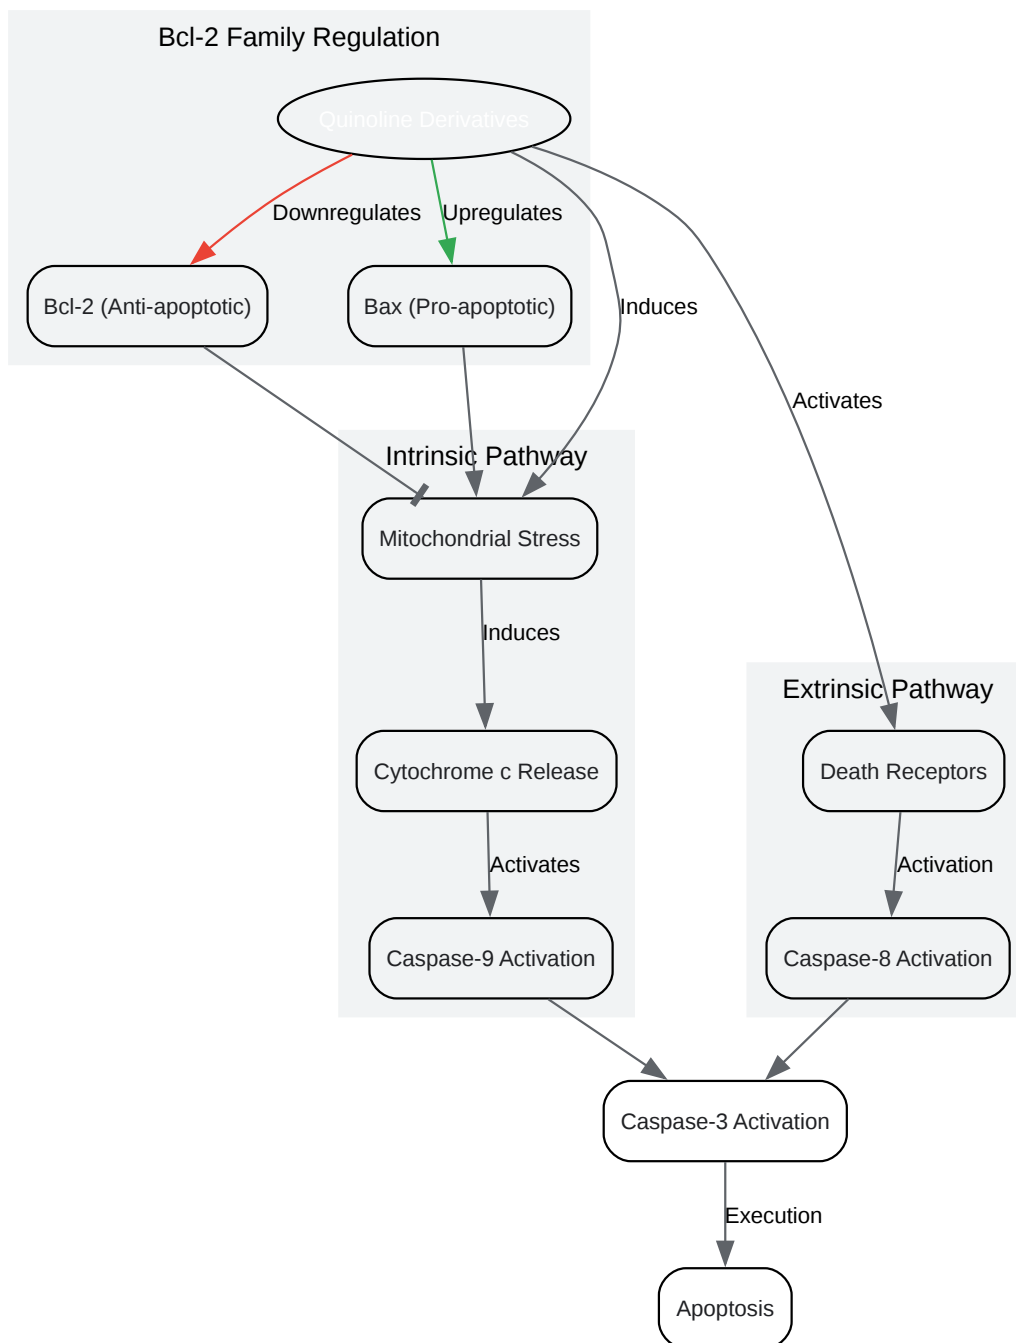 Bcl-2 Family Regulation
Quinoline Derivatives
Downregulates
Upregulates
Bcl-2 (Anti-apoptotic)
Bax (Pro-apoptotic)
Induces
Activates
Intrinsic Pathway
Mitochondrial Stress
Induces
Extrinsic Pathway
Cytochrome c Release
Death Receptors
Activates
Activation
Caspase-9 Activation
Caspase-8 Activation
Caspase-3 Activation
Execution
Apoptosis